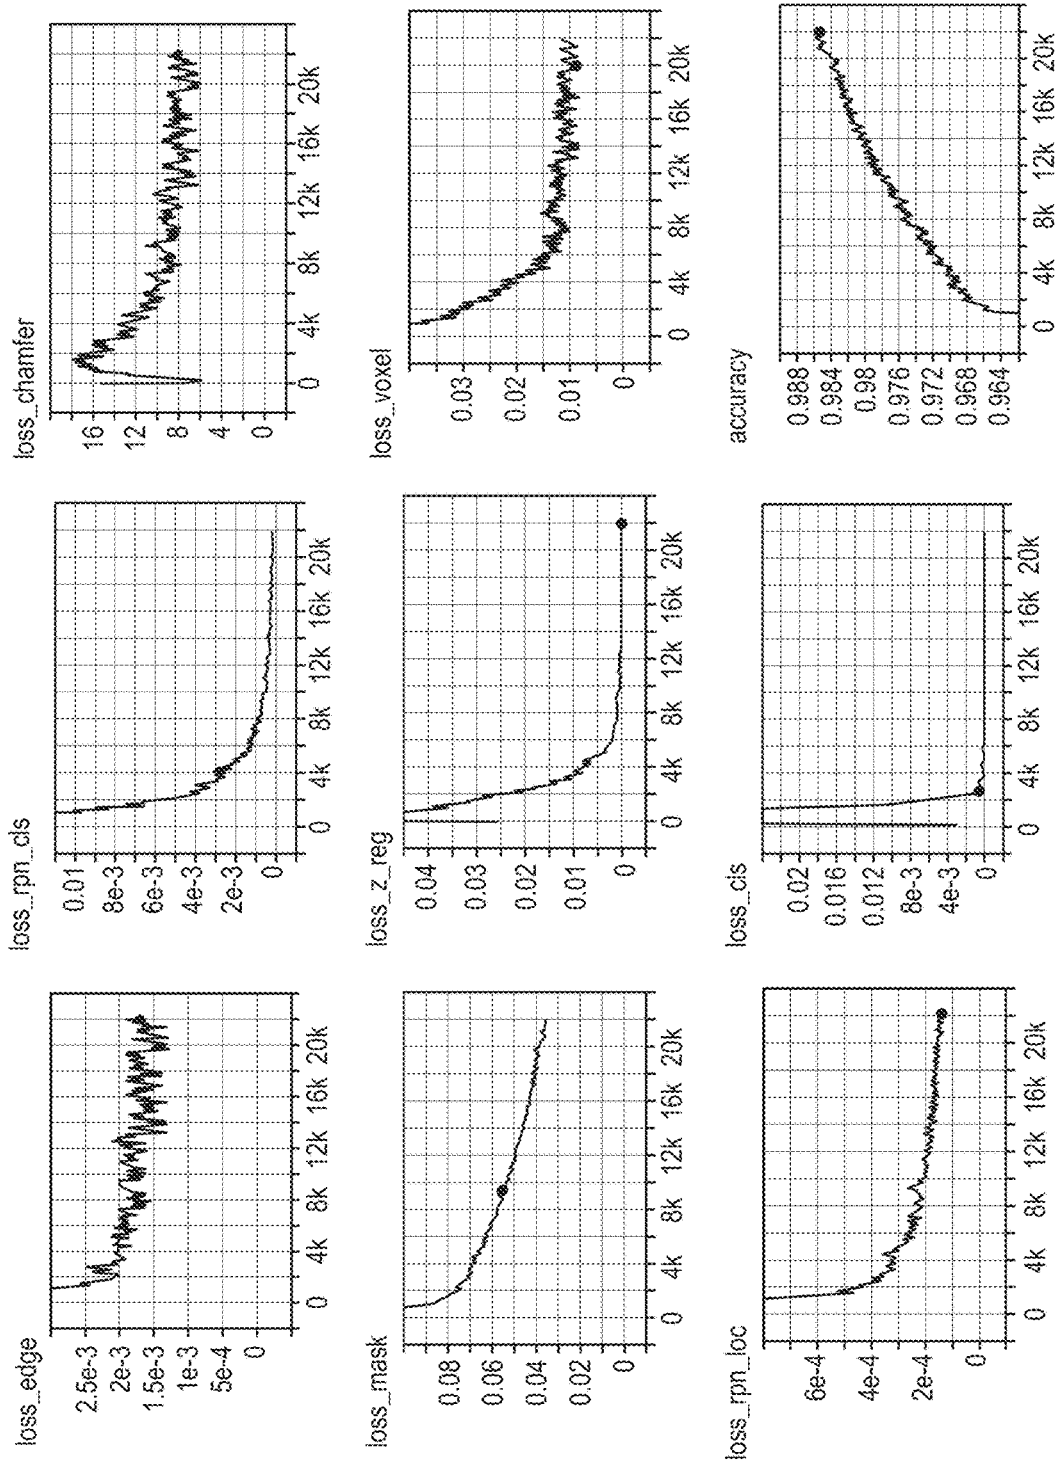 loss_edge
2.5e-3
2e-3
1.5e-3
1e-3
5e-4
0
0 4k 8k 12k 16k 20k
loss_rpn_cls
0.01
8e-3
6e-3
4e-3
2e-3
0
0 4k 8k 12k 16k 20k
loss_chamfer
16
12
8
4
0
0 4k 8k 12k 16k 20k
loss_mask
0.08
0.06
0.04
0.02
0
0 4k 8k 12k 16k 20k
loss_z_reg
0.04
0.03
0.02
0.01
0
0 4k 8k 12k 16k 20k
loss_voxel
0.03
0.02
0.01
0
0 4k 8k 12k 16k 20k
loss_rpn_loc
6e-4
4e-4
2e-4
0
0 4k 8k 12k 16k 20k
loss_cls
0.02
0.016
0.012
8e-3
4e-3
0
0 4k 8k 12k 16k 20k
accuracy
0.988
0.984
0.98
0.976
0.972
0.968
0.964
0 4k 8k 12k 16k 20k